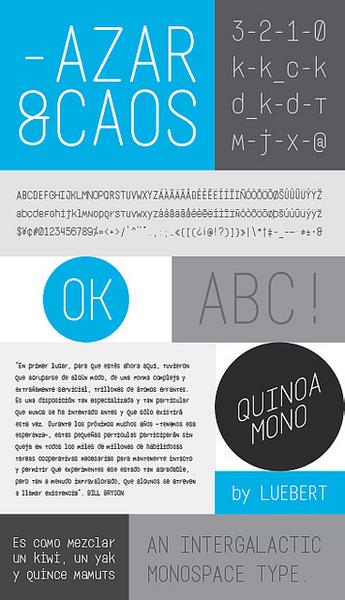 -AZAR
&CAOS
3-2-1-0
k-k_c-k
d_k-d-T
M-j-x-@
ABCDEFGHIJKLMNOPQRSTUVWXYZ
abcdefghijklmnopqrstuvwxyz
$¥¢#0123456789%=<+>/
OK
ABC!
"En primer lugar, para que estés ahora aquí, tuvieron
que agruparse de algún modo, de una forma compleja y
extrañamente servicial, trillones de átomos errantes.
Es una disposición tan especializada y tan particular
que nunca se ha intentado antes y que sólo existirá
esta vez. Durante los próximos muchos años -tenemos esa
esperanza-, estas pequeñas partículas participarán sin
queja en todos los miles de millones de habilidosas
tareas cooperativas necesarias para mantenerte intacto
y permitir que experimentes ese estado tan agradable,
pero tan a menudo infravalorado, que algunos se atreven
a llamar existencia". BILL BRYSON
QUINOA
MONO
by LUEBERT
Es como mezclar
un kiwi, un yak
y quince mamuts
AN INTERGALACTIC
MONOSPACE TYPE.